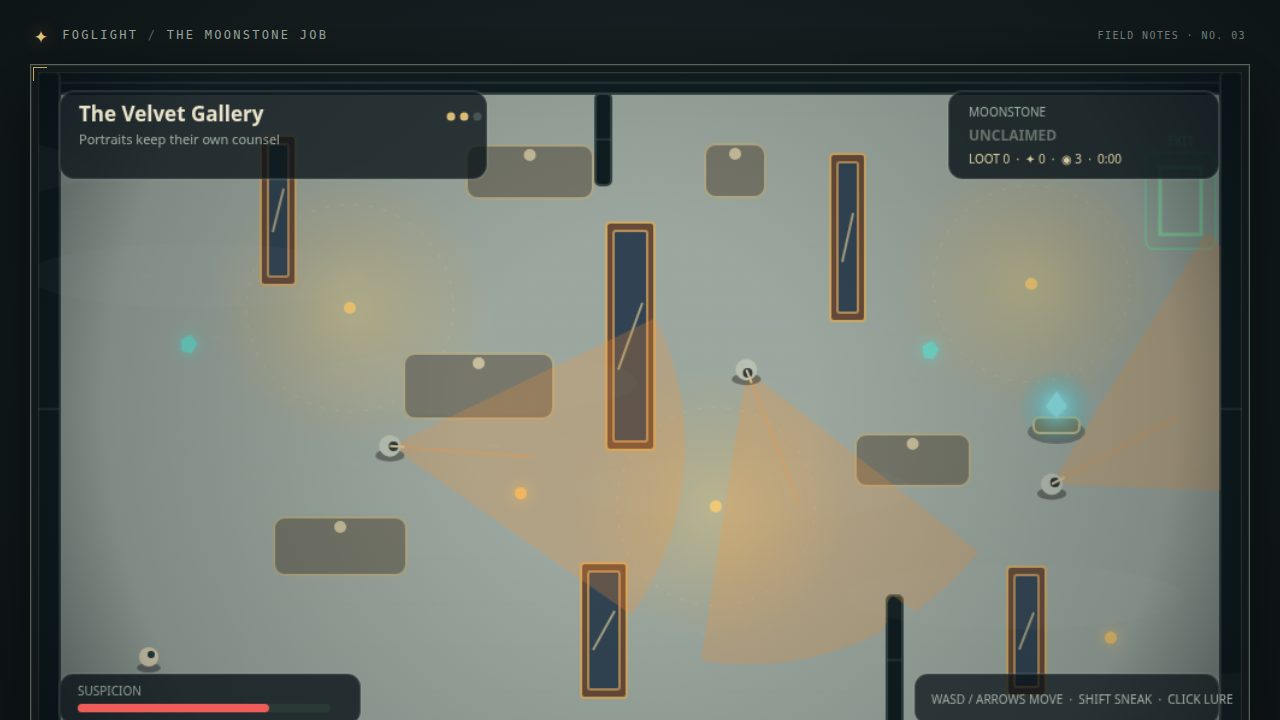 FOGLIGHT / THE MOONSTONE JOB
FIELD NOTES · NO. 03
The Velvet Gallery
Portraits keep their own counsel
MOONSTONE
UNCLAIMED
LOOT 0 · ✦ 0 · ◉ 3 · 0:00
EXIT
SUSPICION
WASD / ARROWS MOVE · SHIFT SNEAK · CLICK LURE